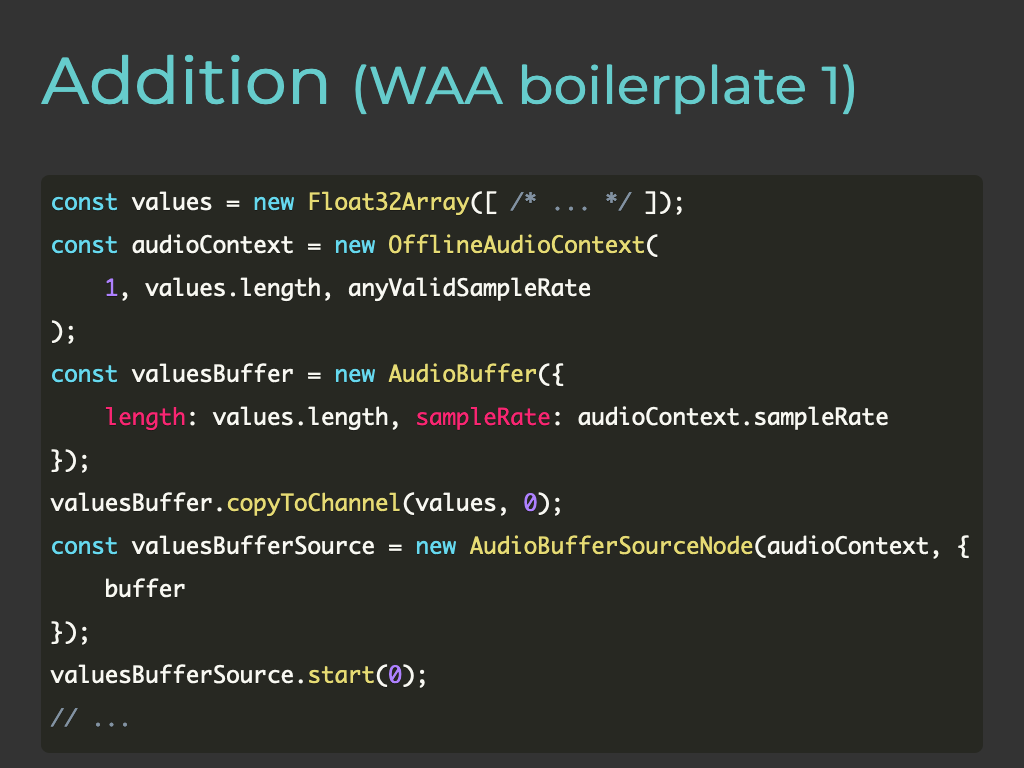 Addition (WAA boilerplate 1)
const values = new Float32Array([ /* ... */ ]);
const audioContext = new OfflineAudioContext(
    1, values.length, anyValidSampleRate
);
const valuesBuffer = new AudioBuffer({
    length: values.length, sampleRate: audioContext.sampleRate
});
valuesBuffer.copyToChannel(values, 0);
const valuesBufferSource = new AudioBufferSourceNode(audioContext, {
    buffer
});
valuesBufferSource.start(0);
// ...